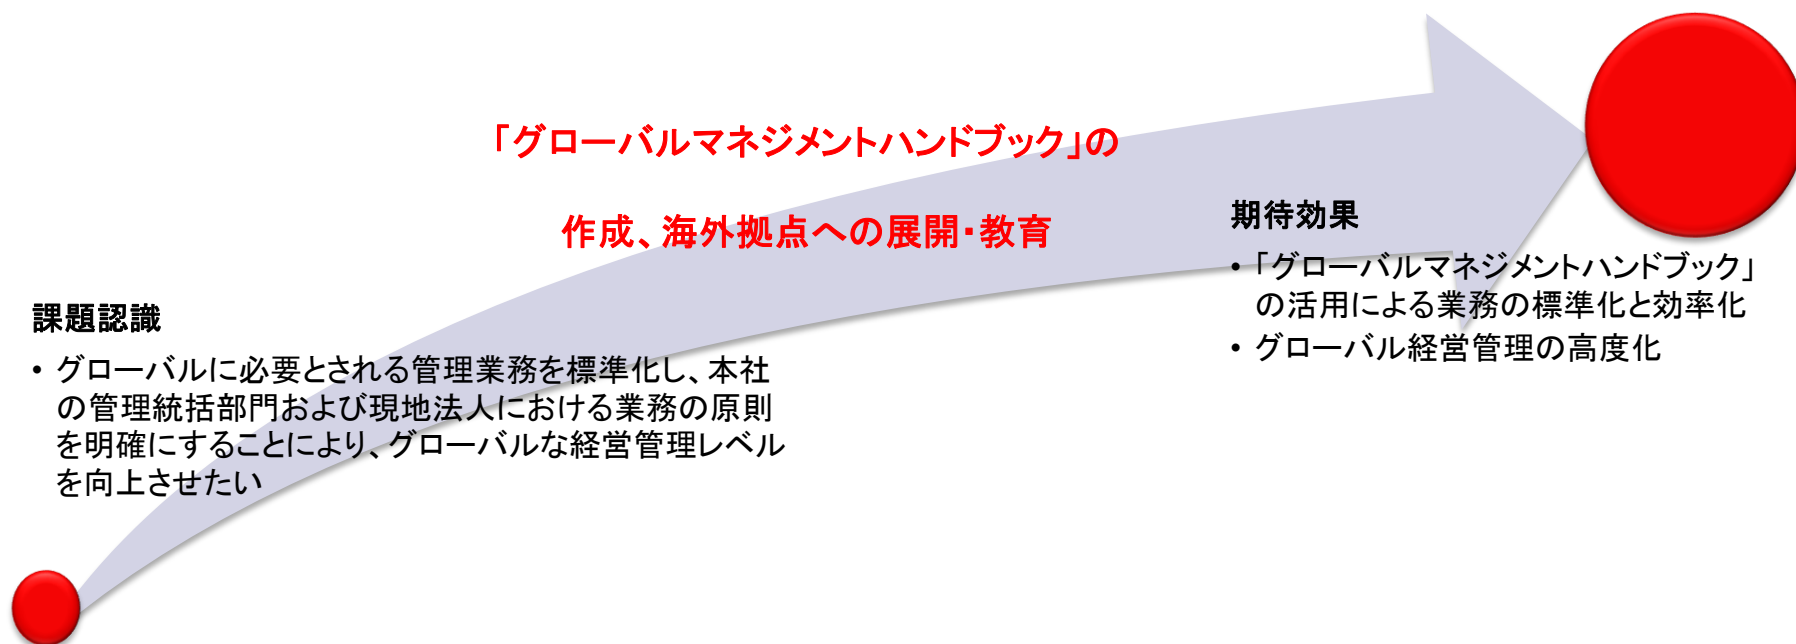 「グローバルマネジメントハンドブック」の
作成、海外拠点への展開・教育
課題認識
• グローバルに必要とされる管理業務を標準化し、本社
の管理統括部門および現地法人における業務の原則
を明確にすることにより、グローバルな経営管理レベル
を向上させたい
期待効果
• 「グローバルマネジメントハンドブック」
の活用による業務の標準化と効率化
• グローバル経営管理の高度化